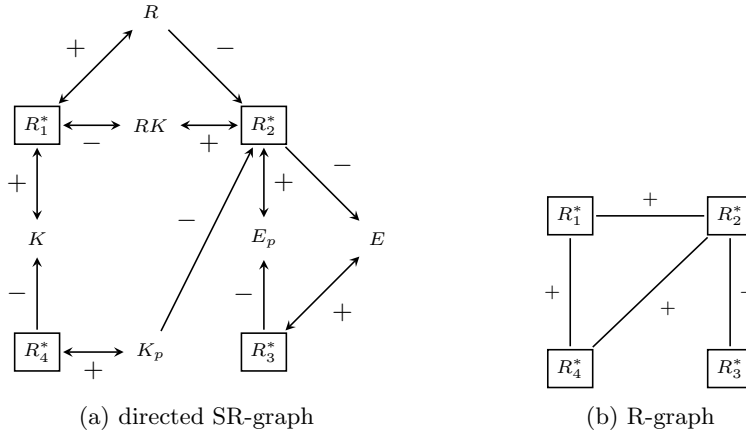 R
+ −
R₁* − RK + R₂*
+ + −
K − E_p E
− − +
R₄* + K_p R₃*
(a) directed SR-graph
R₁* + R₂*
+ + −
R₄* R₃*
(b) R-graph